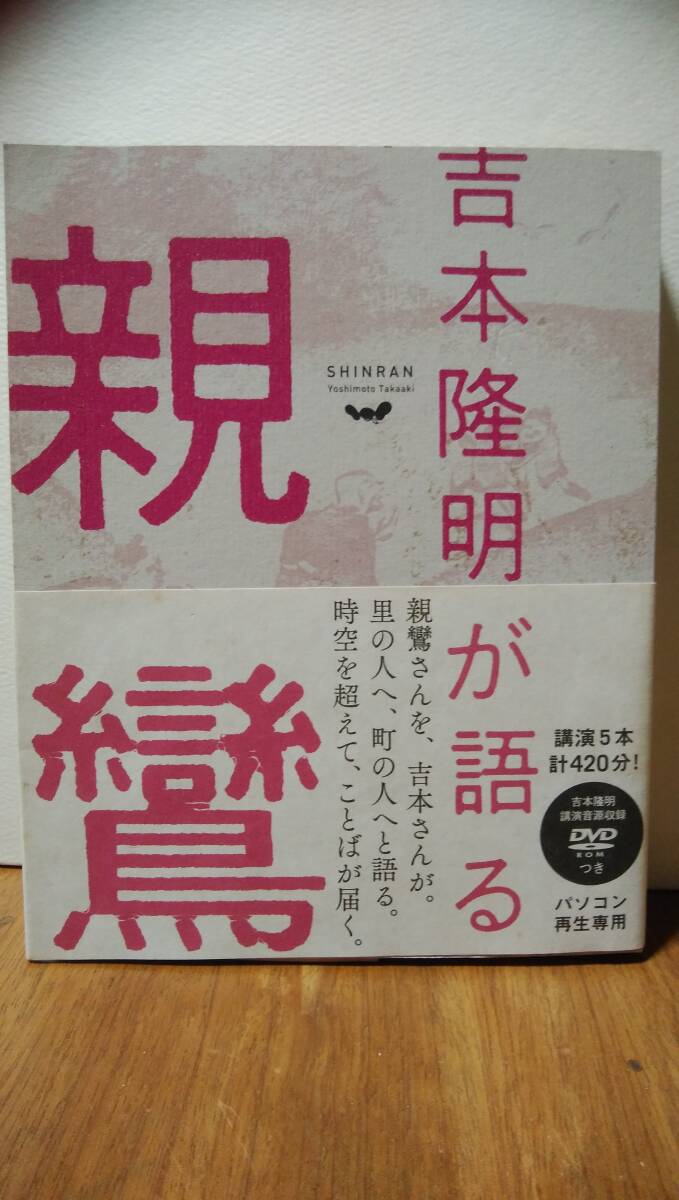 吉本隆明が語る
親鸞
SHINRAN
Yoshimoto Takaaki
親鸞さんを、吉本さんが。
里の人へ、町の人へと語る。
時空を超えて、ことばが届く。
講演5本
計420分!
吉本隆明
講演音源収録
DVD
ROM
つき
パソコン
再生専用